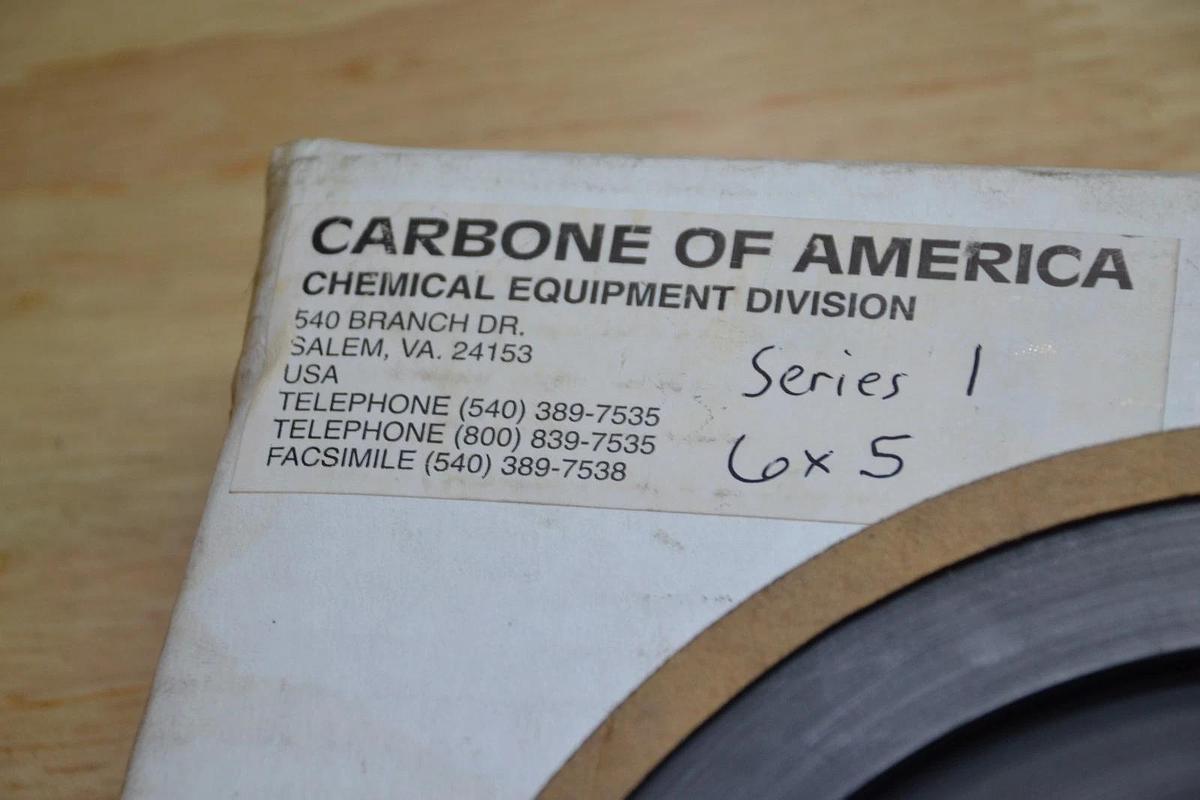 CARBONE OF AMERICA
CHEMICAL EQUIPMENT DIVISION
540 BRANCH DR.
SALEM, VA. 24153
USA
TELEPHONE (540) 389-7535
TELEPHONE (800) 839-7535
FACSIMILE (540) 389-7538
Series 1
6x5